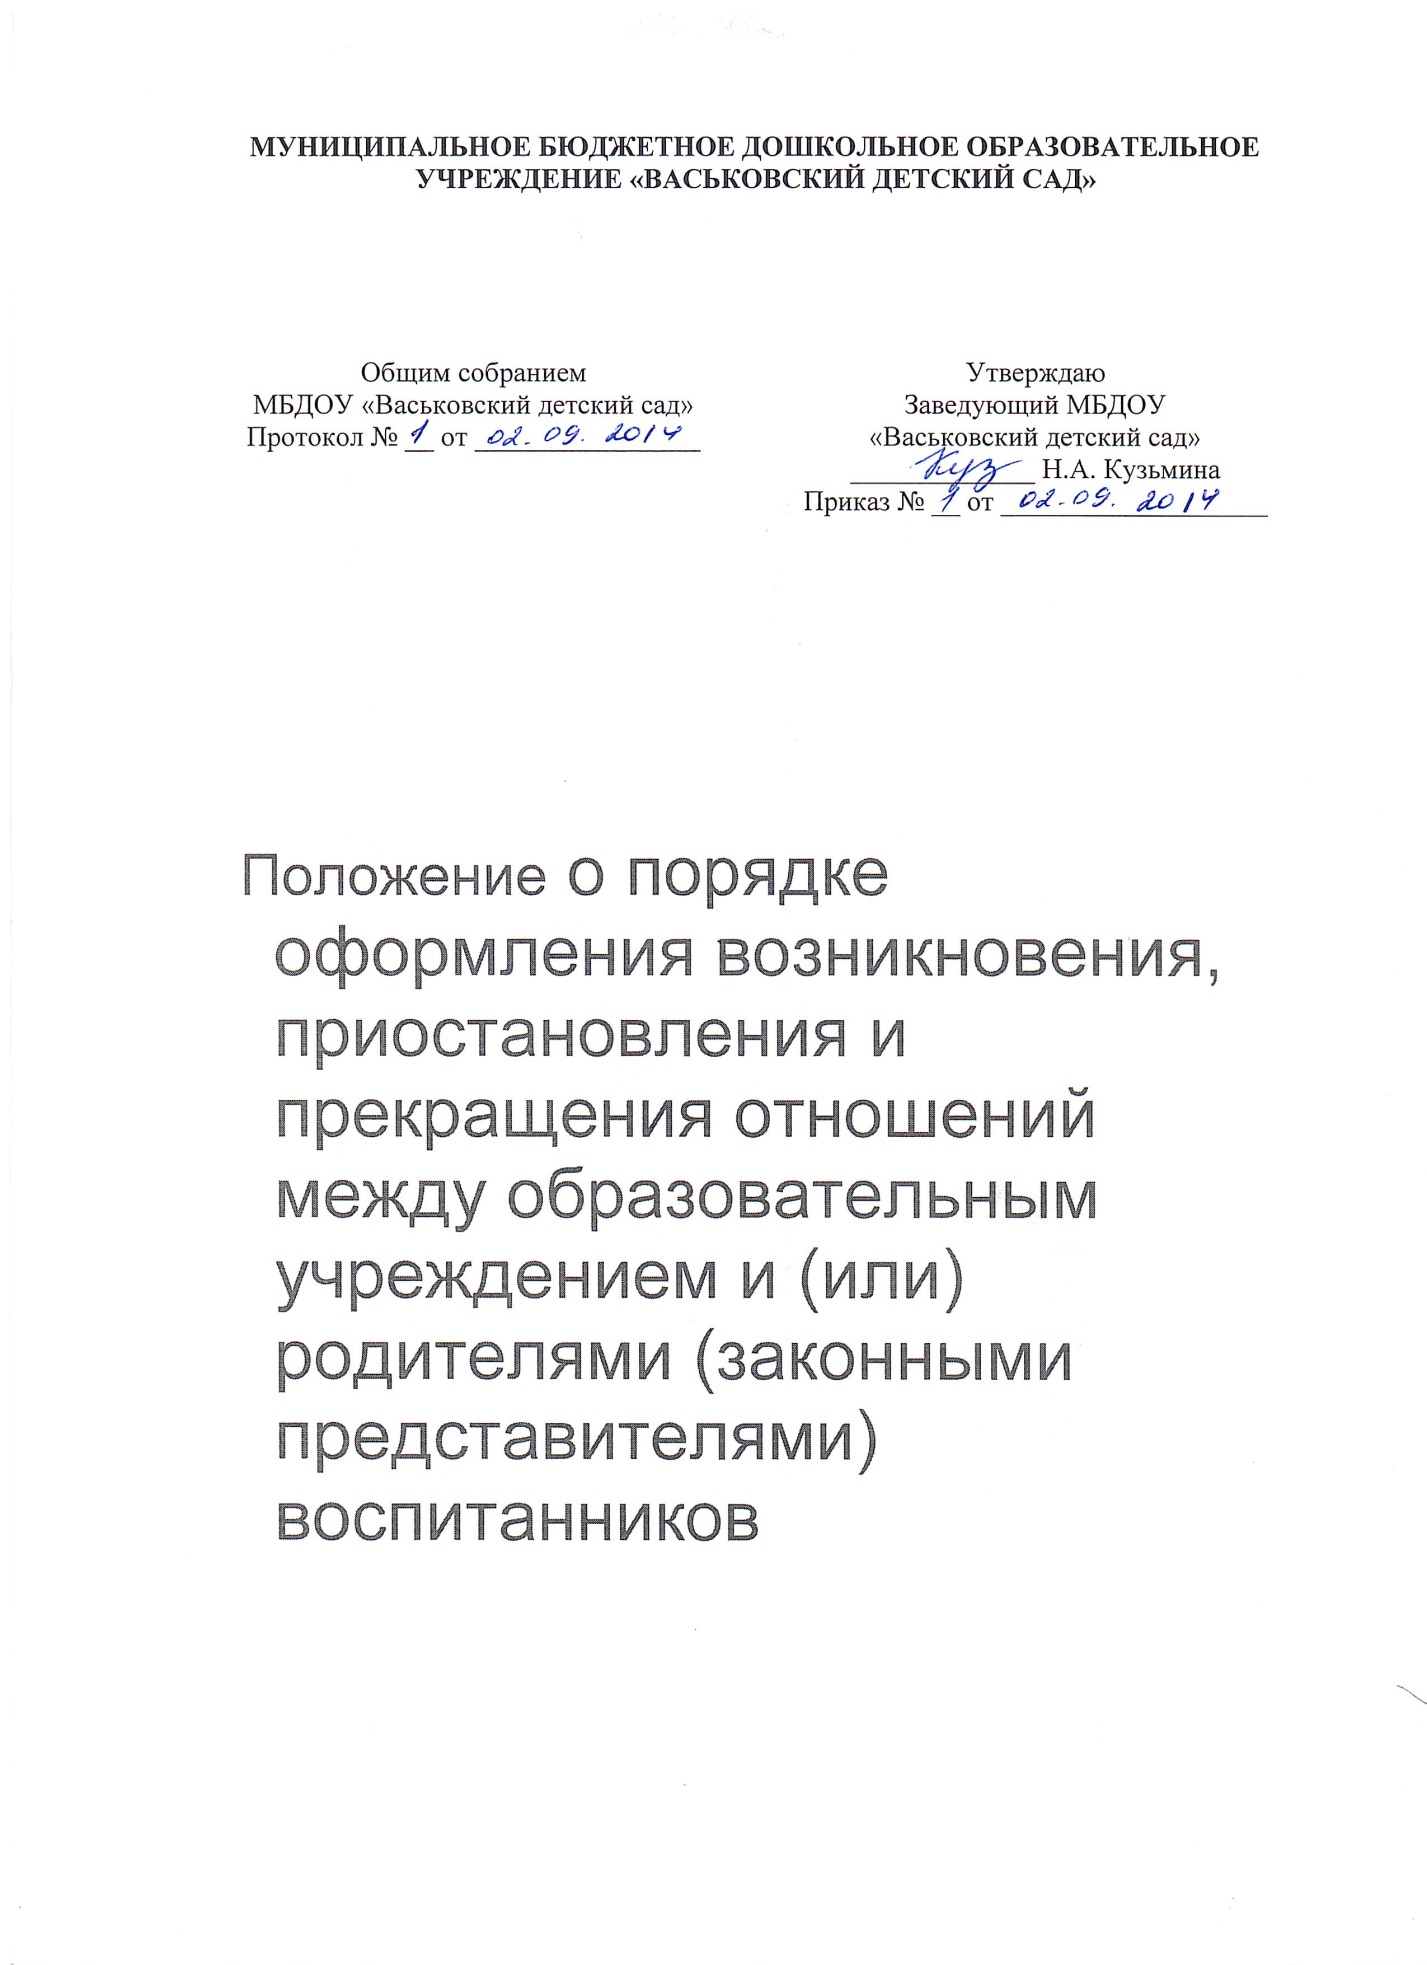 МУНИЦИПАЛЬНОЕ БЮДЖЕТНОЕ ДОШКОЛЬНОЕ ОБРАЗОВАТЕЛЬНОЕ
УЧРЕЖДЕНИЕ «ВАСЬКОВСКИЙ ДЕТСКИЙ САД»
Общим собранием
МБДОУ «Васьковский детский сад»
Протокол № 1 от 02.09.2014
Утверждаю
Заведующий МБДОУ
«Васьковский детский сад»
Куз Н.А. Кузьмина
Приказ № 1 от 02.09.2014
Положение о порядке
оформления возникновения,
приостановления и
прекращения отношений
между образовательным
учреждением и (или)
родителями (законными
представителями)
воспитанников